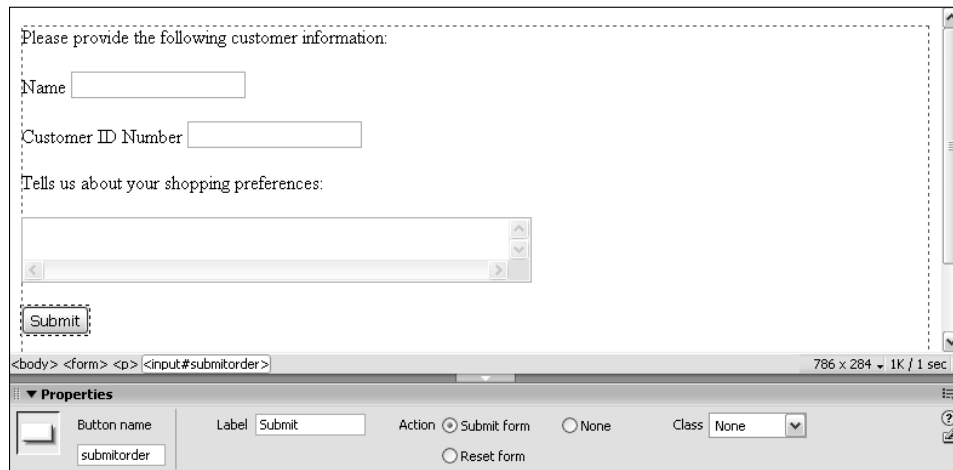 Please provide the following customer information:
Name
Customer ID Number
Tells us about your shopping preferences:
Submit
<body> <form> <p> <input#submitorder> 786 x 284 1K / 1 sec
Properties
Button name Label Submit Action Submit form None Class None
submitorder Reset form